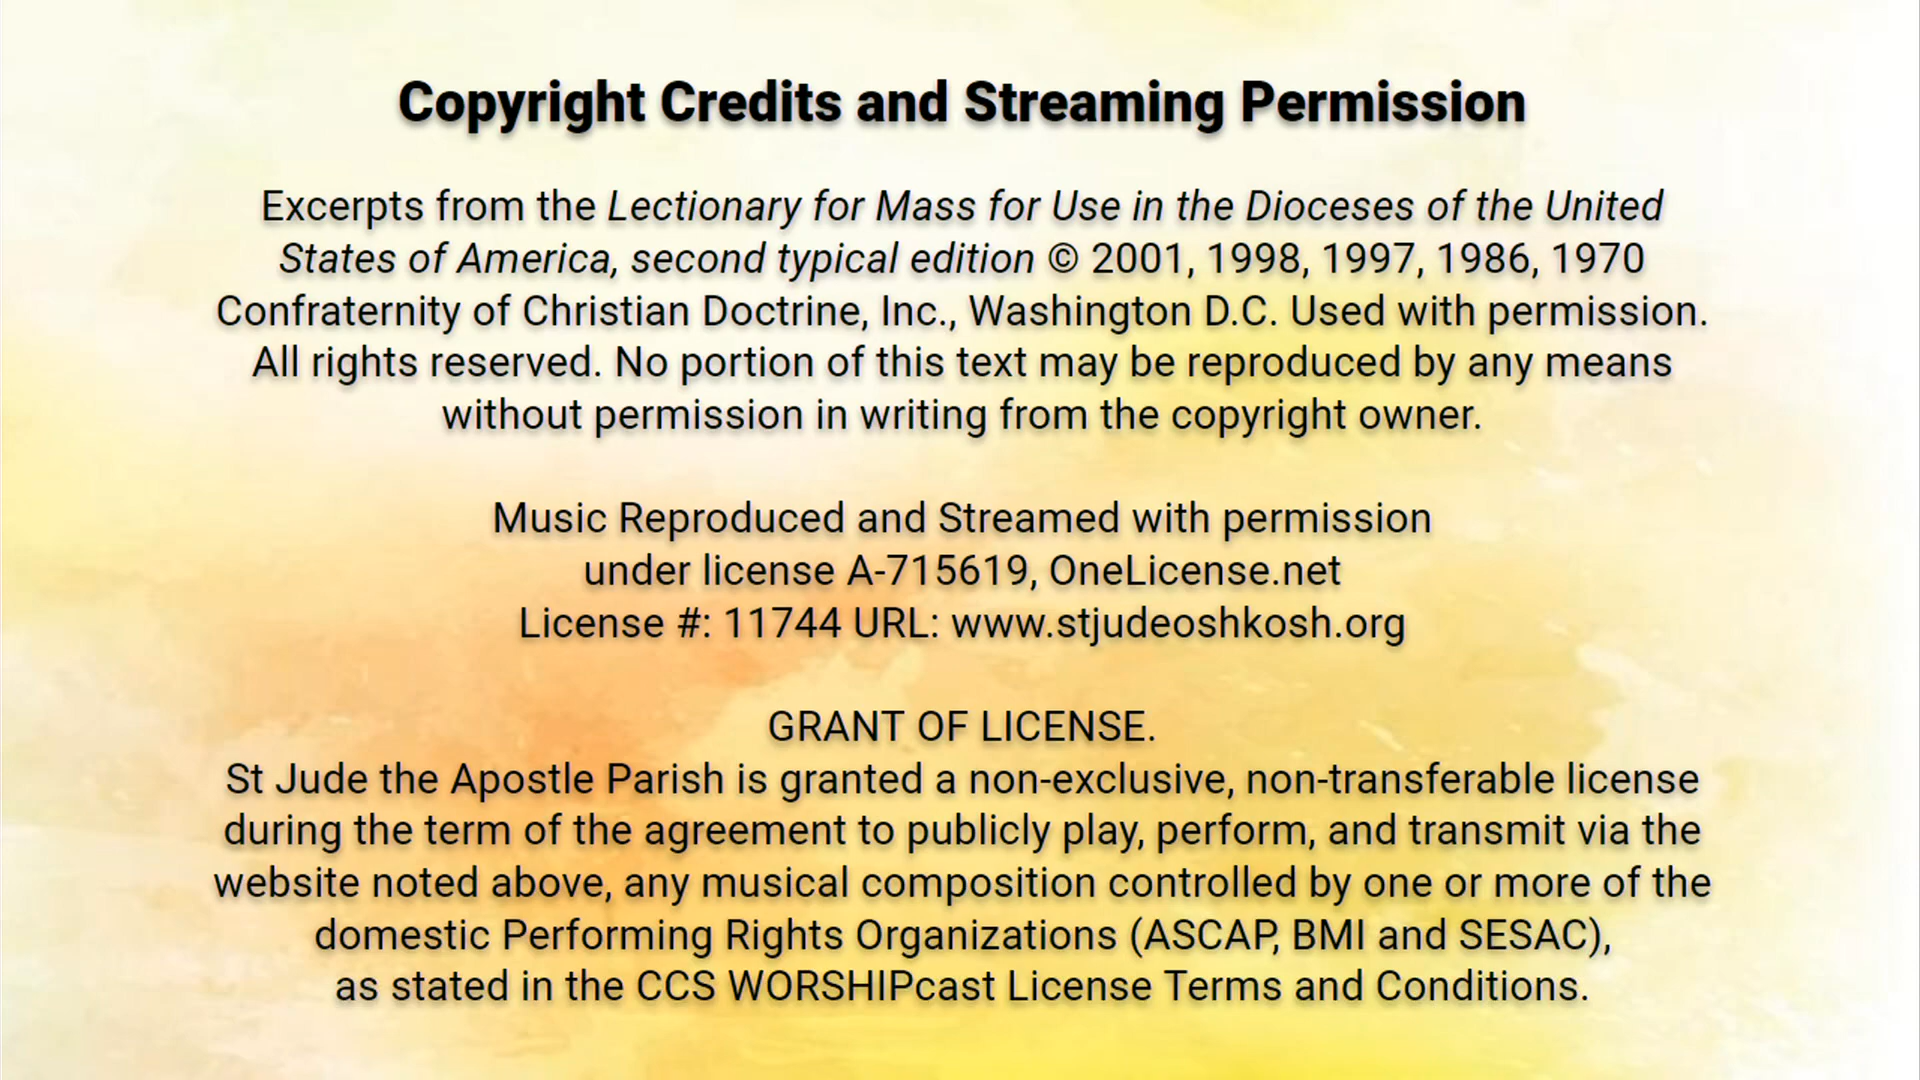 Copyright Credits and Streaming Permission
Excerpts from the Lectionary for Mass for Use in the Dioceses of the United
States of America, second typical edition © 2001, 1998, 1997, 1986, 1970
Confraternity of Christian Doctrine, Inc., Washington D.C. Used with permission.
All rights reserved. No portion of this text may be reproduced by any means
without permission in writing from the copyright owner.
Music Reproduced and Streamed with permission
under license A-715619, OneLicense.net
License #: 11744 URL: www.stjudeoshkosh.org
GRANT OF LICENSE.
St Jude the Apostle Parish is granted a non-exclusive, non-transferable license
during the term of the agreement to publicly play, perform, and transmit via the
website noted above, any musical composition controlled by one or more of the
domestic Performing Rights Organizations (ASCAP, BMI and SESAC),
as stated in the CCS WORSHIPcast License Terms and Conditions.